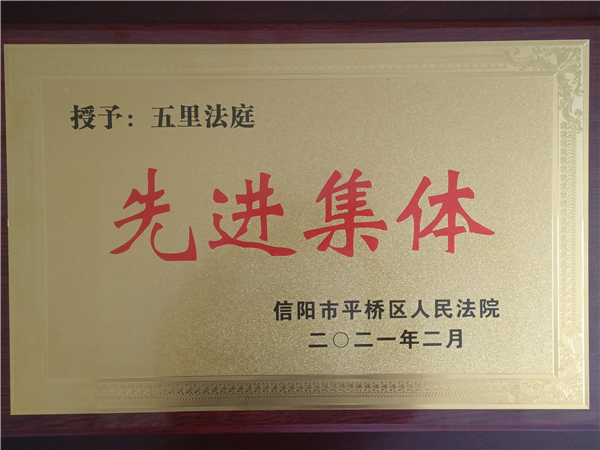 授予：五里法庭
先进集体
信阳市平桥区人民法院
二〇二一年二月